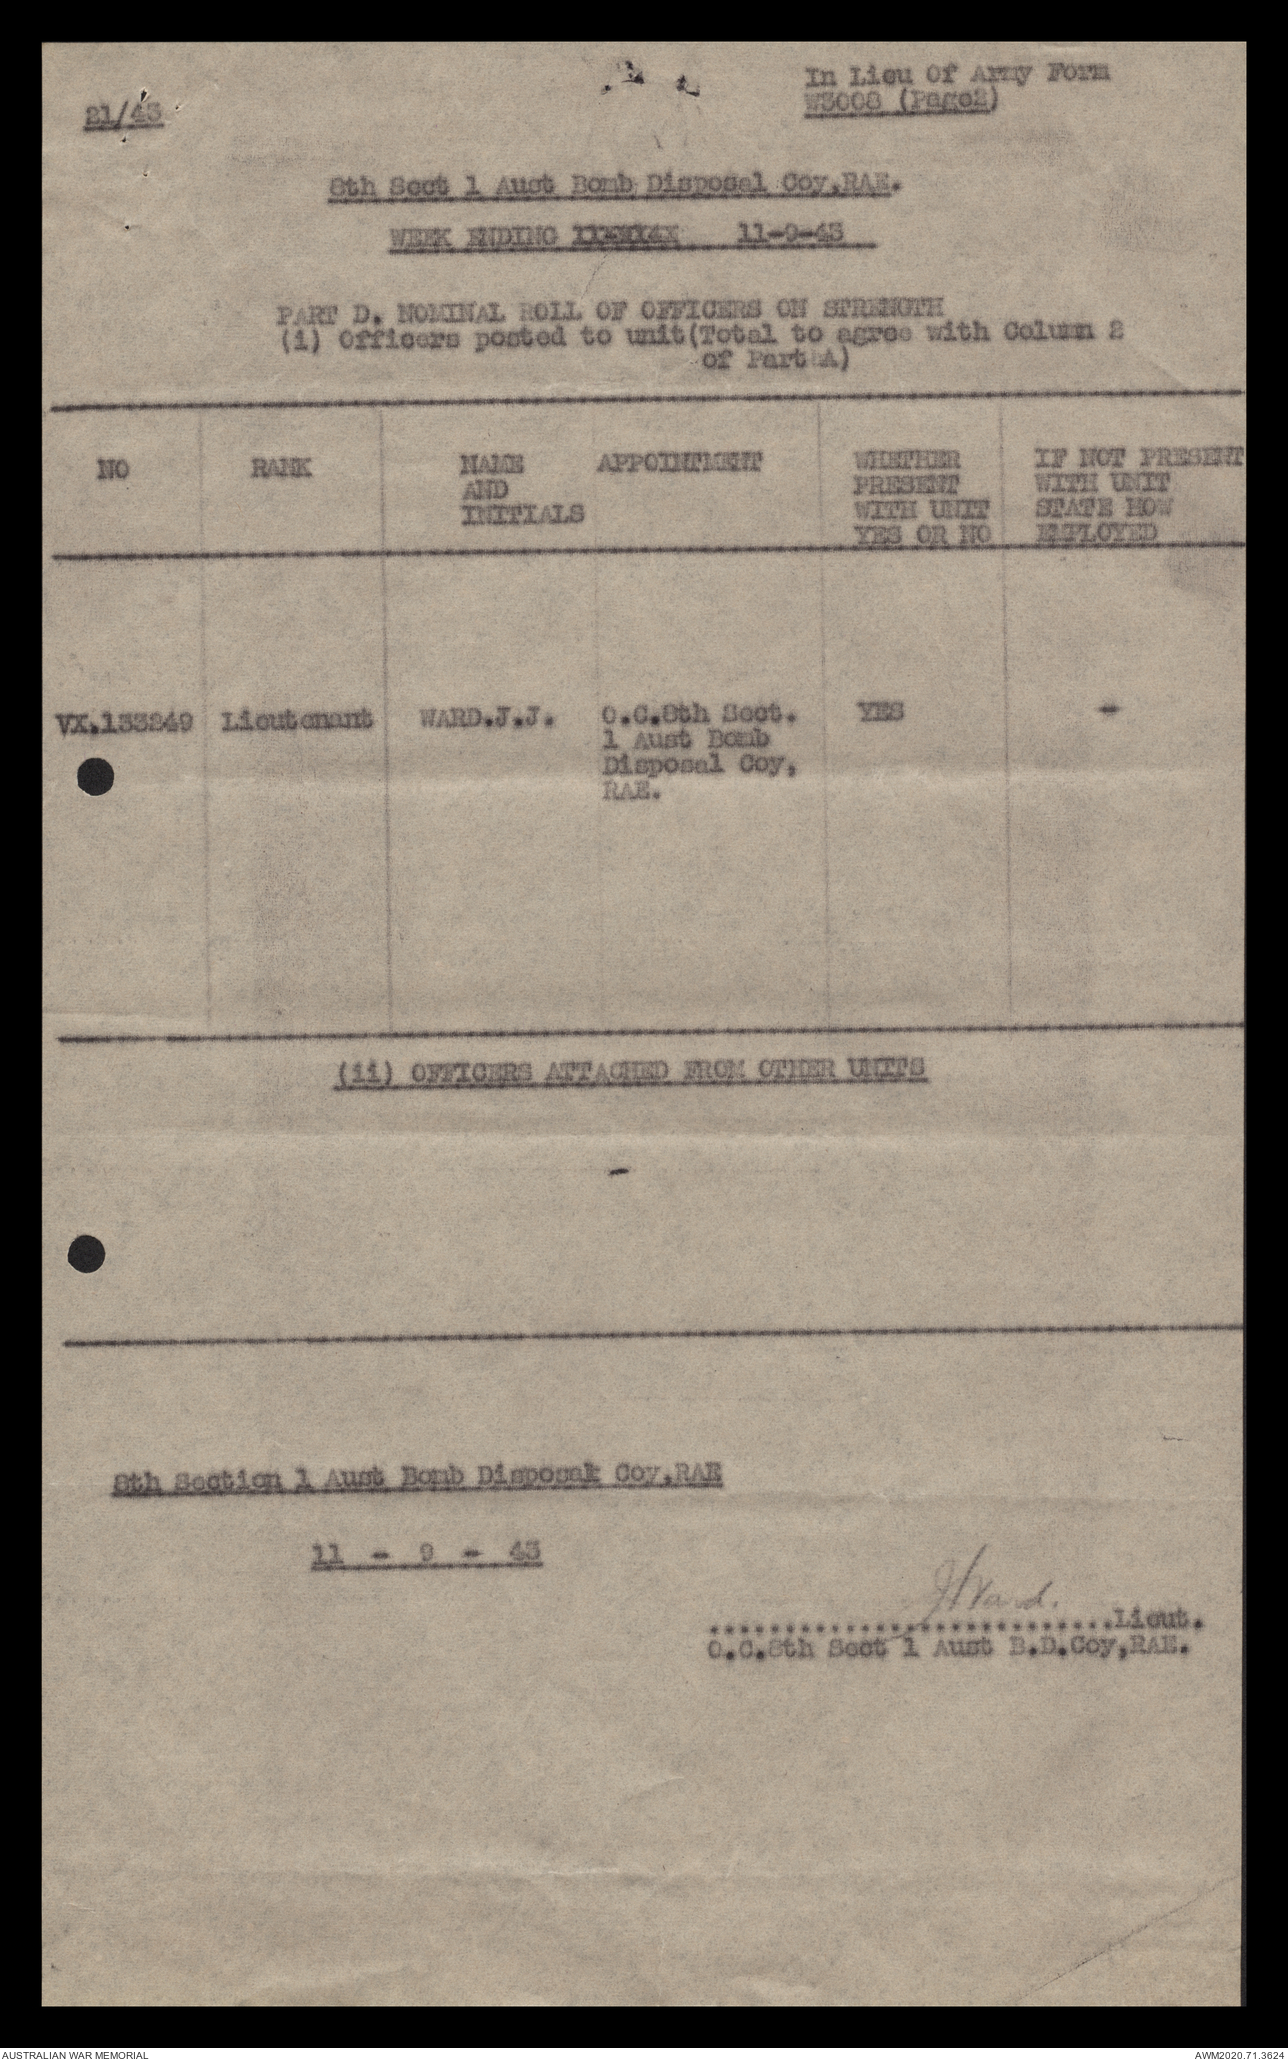 In Lieu Of Army Form
W3008 (Page2)
21/43
8th Sect 1 Aust Bomb Disposal Coy,RAE.
WEEK ENDING 11-9-43
PART D. NOMINAL ROLL OF OFFICERS ON STRENGTH
(i) Officers posted to unit(Total to agree with Column 2
of Part A)
NO RANK NAME AND INITIALS APPOINTMENT WHETHER PRESENT WITH UNIT YES OR NO IF NOT PRESENT WITH UNIT STATE HOW EMPLOYED
VX.133249 Lieutenant WARD.J.J. O.C.8th Sect. YES -
1 Aust Bomb
Disposal Coy,
RAE.
(ii) OFFICERS ATTACHED FROM OTHER UNITS
-
8th Section 1 Aust Bomb Disposal Coy,RAE
11 - 9 - 43
JJWard.
...........................Lieut.
O.C.8th Sect 1 Aust B.D.Coy,RAE.
AUSTRALIAN WAR MEMORIAL
AWM2020.71.3624